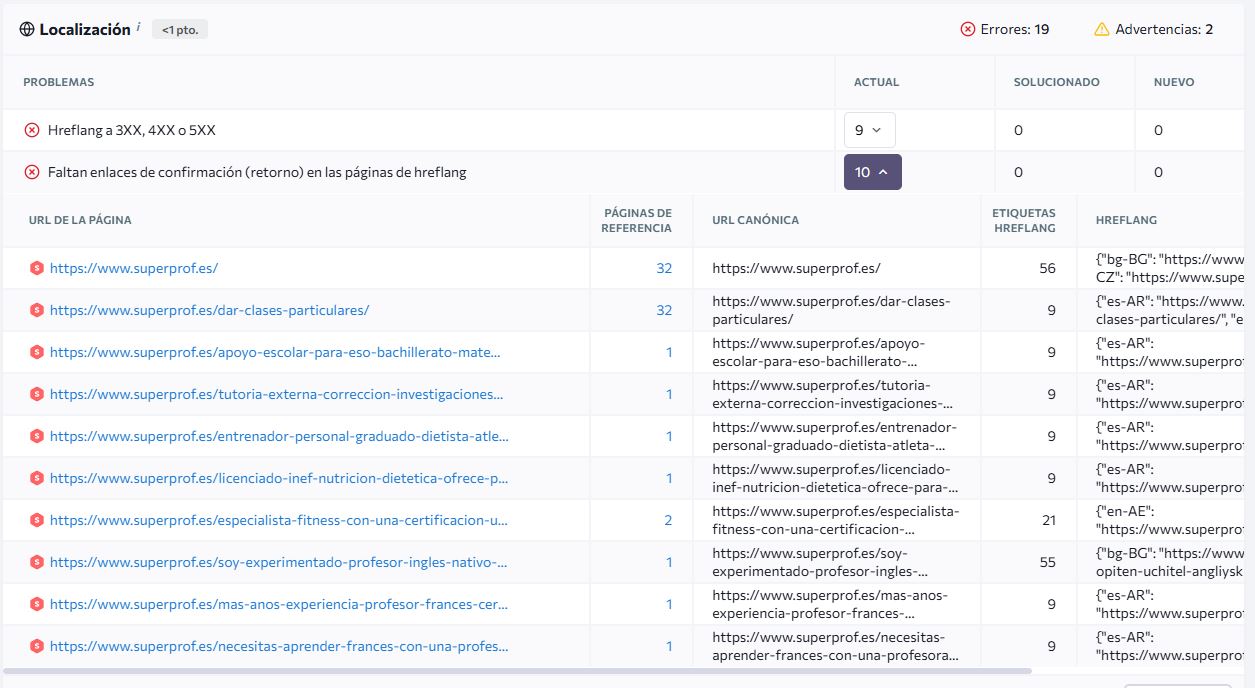 Localización i <1 pto. Errores: 19 Advertencias: 2
PROBLEMAS ACTUAL SOLUCIONADO NUEVO
Hreflang a 3XX, 4XX o 5XX 9 0 0
Faltan enlaces de confirmación (retorno) en las páginas de hreflang 10 0 0
URL DE LA PÁGINA PÁGINAS DE REFERENCIA URL CANÓNICA ETIQUETAS HREFLANG HREFLANG
https://www.superprof.es/ 32 https://www.superprof.es/ 56 {"bg-BG": "https://www
CZ": "https://www.supe
https://www.superprof.es/dar-clases-particulares/ 32 https://www.superprof.es/dar-clases- 9 {"es-AR": "https://www.
particulares/ clases-particulares/", "e
https://www.superprof.es/apoyo-escolar-para-eso-bachillerato-mate... 1 https://www.superprof.es/apoyo- 9 {"es-AR":
escolar-para-eso-bachillerato-... "https://www.superprof
https://www.superprof.es/tutoria-externa-correccion-investigaciones... 1 https://www.superprof.es/tutoria- 9 {"es-AR":
externa-correccion-investigaciones-... "https://www.superprof
https://www.superprof.es/entrenador-personal-graduado-dietista-atle... 1 https://www.superprof.es/entrenador- 9 {"es-AR":
personal-graduado-dietista-atleta-... "https://www.superprof
https://www.superprof.es/licenciado-inef-nutricion-dietetica-ofrece-p... 1 https://www.superprof.es/licenciado- 9 {"es-AR":
inef-nutricion-dietetica-ofrece-para-... "https://www.superprof
https://www.superprof.es/especialista-fitness-con-una-certificacion-u... 2 https://www.superprof.es/especialista- 21 {"en-AE":
fitness-con-una-certificacion-... "https://www.superprof
https://www.superprof.es/soy-experimentado-profesor-ingles-nativo-... 1 https://www.superprof.es/soy- 55 {"bg-BG": "https://www
experimentado-profesor-ingles-... opiten-uchitel-angliysk
https://www.superprof.es/mas-anos-experiencia-profesor-frances-cer... 1 https://www.superprof.es/mas-anos- 9 {"es-AR":
experiencia-profesor-frances-... "https://www.superprof
https://www.superprof.es/necesitas-aprender-frances-con-una-profes... 1 https://www.superprof.es/necesitas- 9 {"es-AR":
aprender-frances-con-una-profesora... "https://www.superprof